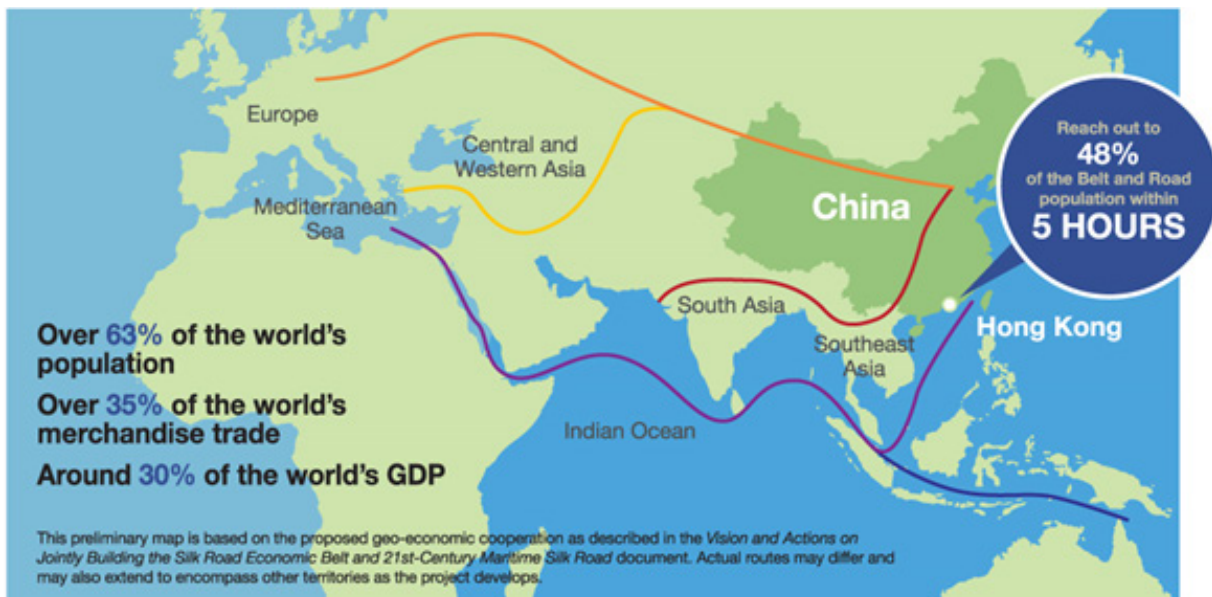 Europe
Central and
Western Asia
Mediterranean
Sea
China
Reach out to
48%
of the Belt and Road
population within
5 HOURS
South Asia
Southeast
Asia
Hong Kong
Indian Ocean
Over 63% of the world's
population
Over 35% of the world's
merchandise trade
Around 30% of the world's GDP
This preliminary map is based on the proposed geo-economic cooperation as described in the Vision and Actions on
Jointly Building the Silk Road Economic Belt and 21st-Century Maritime Silk Road document. Actual routes may differ and
may also extend to encompass other territories as the project develops.